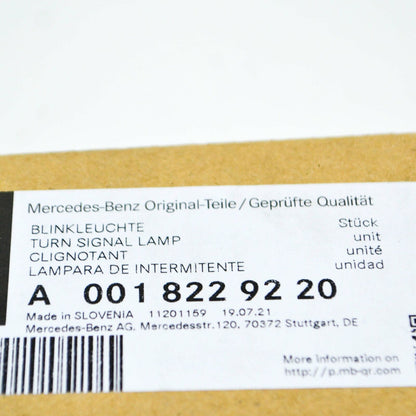 Mercedes-Benz Original-Teile/Geprüfte Qualität
BLINKLEUCHTE Stück
TURN SIGNAL LAMP unit
CLIGNOTANT unité
LAMPARA DE INTERMITENTE unidad
A 001 822 92 20
Made in SLOVENIA 11201159 19.07.21
Mercedes-Benz AG, Mercedesstr.120, 70372 Stuttgart, DE
More information on
http://p.mb-qr.com/